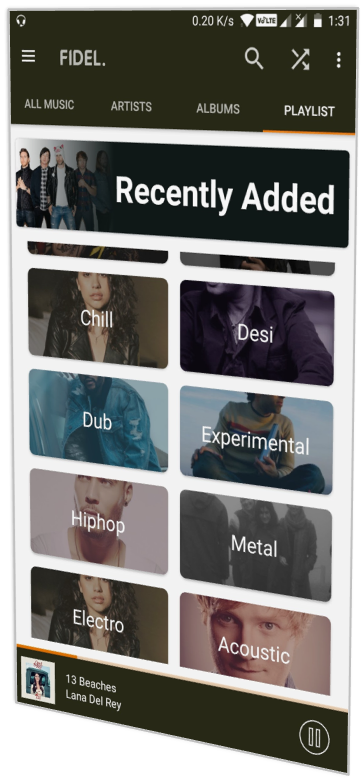 0.20 K/s VoLTE 1:31
FIDEL.
ALL MUSIC ARTISTS ALBUMS PLAYLIST
Recently Added
Chill
Desi
Dub
Experimental
Hiphop
Metal
Electro
Acoustic
13 Beaches
Lana Del Rey